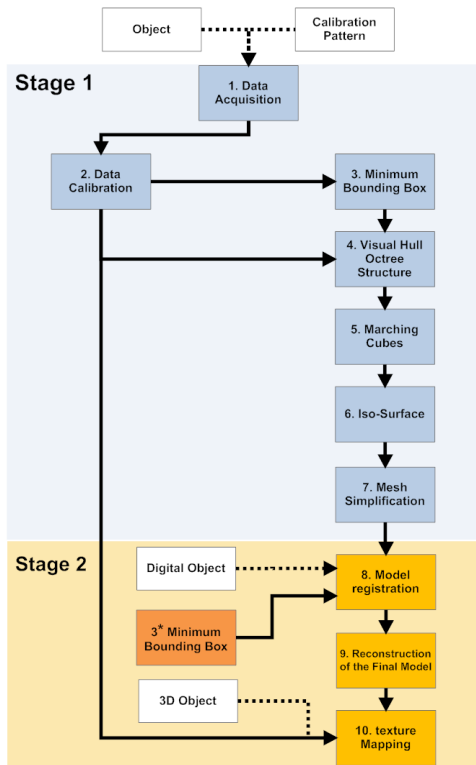 Object
Calibration
Pattern
Stage 1
1. Data
Acquisition
2. Data
Calibration
3. Minimum
Bounding Box
4. Visual Hull
Octree
Structure
5. Marching
Cubes
6. Iso-Surface
7. Mesh
Simplification
Stage 2
Digital Object
8. Model
registration
3* Minimum
Bounding Box
9. Reconstruction
of the Final Model
3D Object
10. texture
Mapping